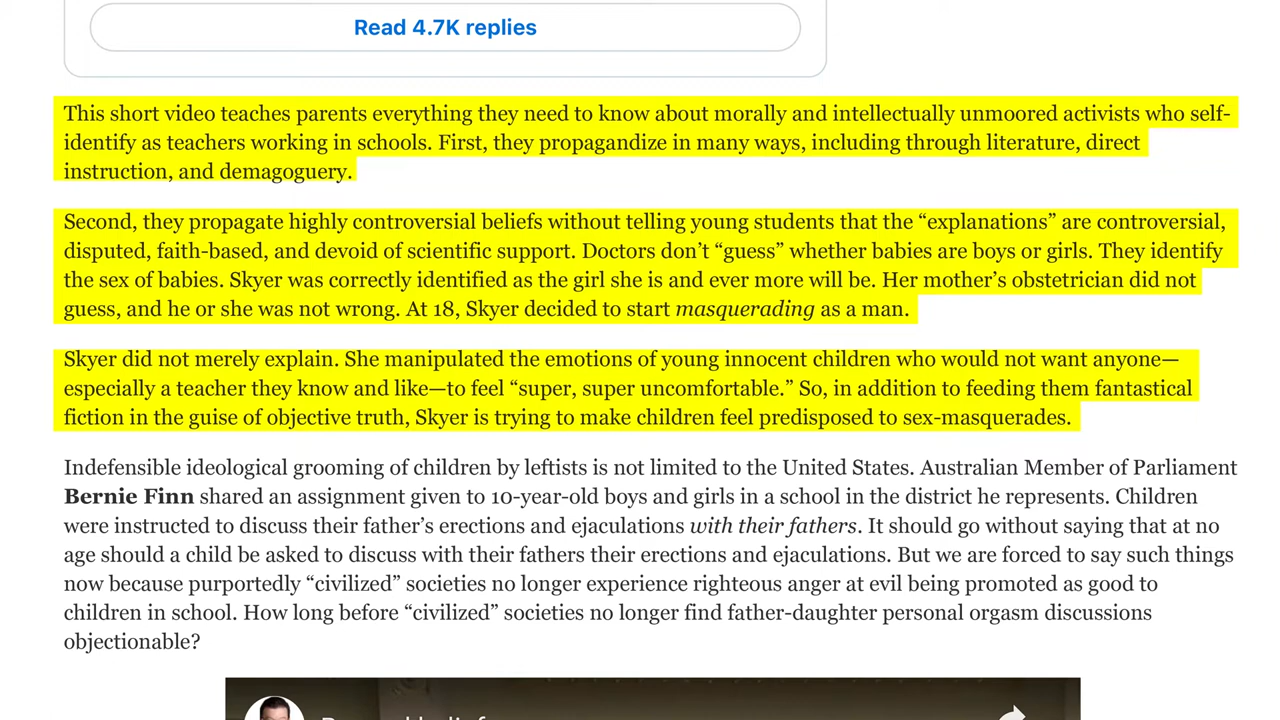 Read 4.7K replies
This short video teaches parents everything they need to know about morally and intellectually unmoored activists who self-
identify as teachers working in schools. First, they propagandize in many ways, including through literature, direct
instruction, and demagoguery.
Second, they propagate highly controversial beliefs without telling young students that the “explanations” are controversial,
disputed, faith-based, and devoid of scientific support. Doctors don’t “guess” whether babies are boys or girls. They identify
the sex of babies. Skyer was correctly identified as the girl she is and ever more will be. Her mother’s obstetrician did not
guess, and he or she was not wrong. At 18, Skyer decided to start masquerading as a man.
Skyer did not merely explain. She manipulated the emotions of young innocent children who would not want anyone—
especially a teacher they know and like—to feel “super, super uncomfortable.” So, in addition to feeding them fantastical
fiction in the guise of objective truth, Skyer is trying to make children feel predisposed to sex-masquerades.
Indefensible ideological grooming of children by leftists is not limited to the United States. Australian Member of Parliament
Bernie Finn shared an assignment given to 10-year-old boys and girls in a school in the district he represents. Children
were instructed to discuss their father’s erections and ejaculations with their fathers. It should go without saying that at no
age should a child be asked to discuss with their fathers their erections and ejaculations. But we are forced to say such things
now because purportedly “civilized” societies no longer experience righteous anger at evil being promoted as good to
children in school. How long before “civilized” societies no longer find father-daughter personal orgasm discussions
objectionable?